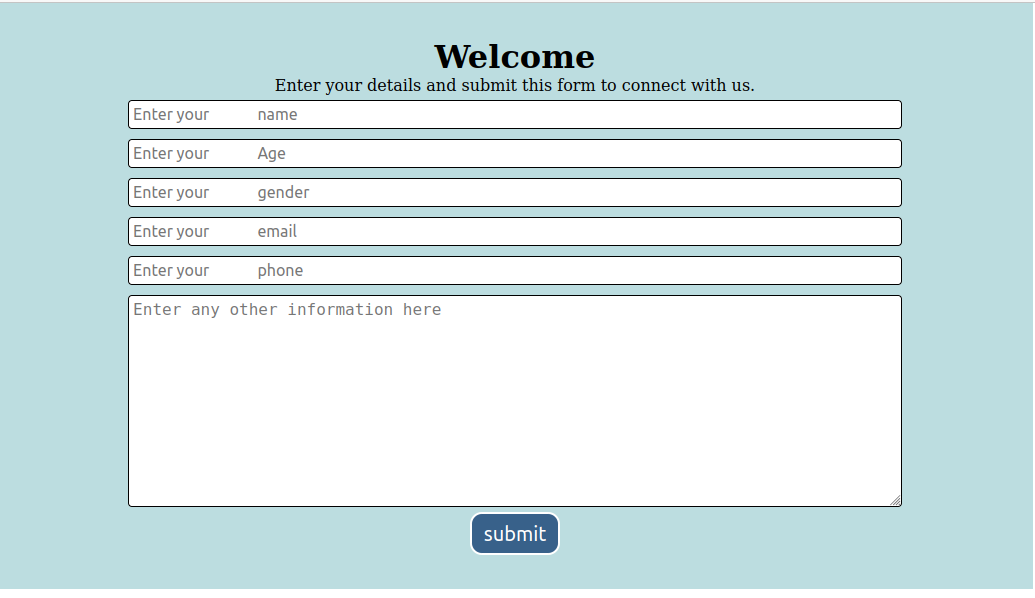 Welcome
Enter your details and submit this form to connect with us.
Enter your name
Enter your Age
Enter your gender
Enter your email
Enter your phone
Enter any other information here
submit